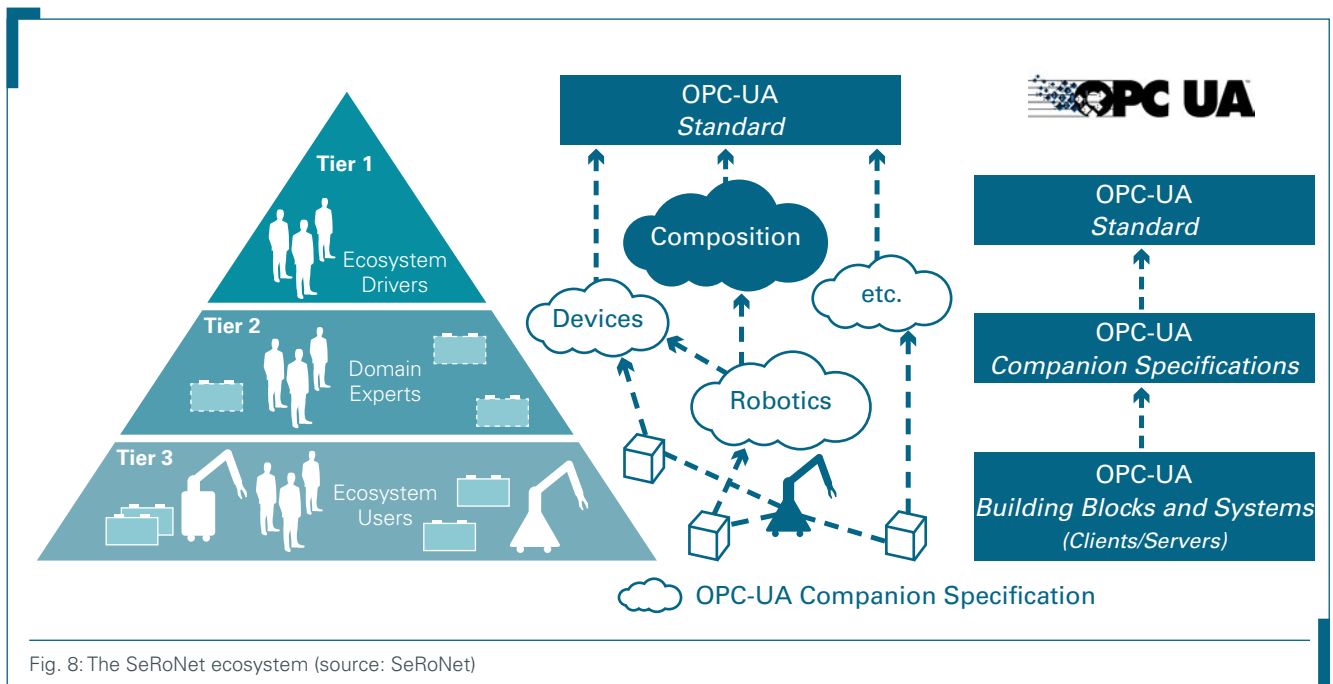 Tier 1
Ecosystem
Drivers
Tier 2
Domain
Experts
Tier 3
Ecosystem
Users
OPC-UA
Standard
Composition
etc.
Devices
Robotics
OPC-UA Companion Specification
OPC UA
OPC-UA
Standard
OPC-UA
Companion Specifications
OPC-UA
Building Blocks and Systems
(Clients/Servers)
Fig. 8: The SeRoNet ecosystem (source: SeRoNet)